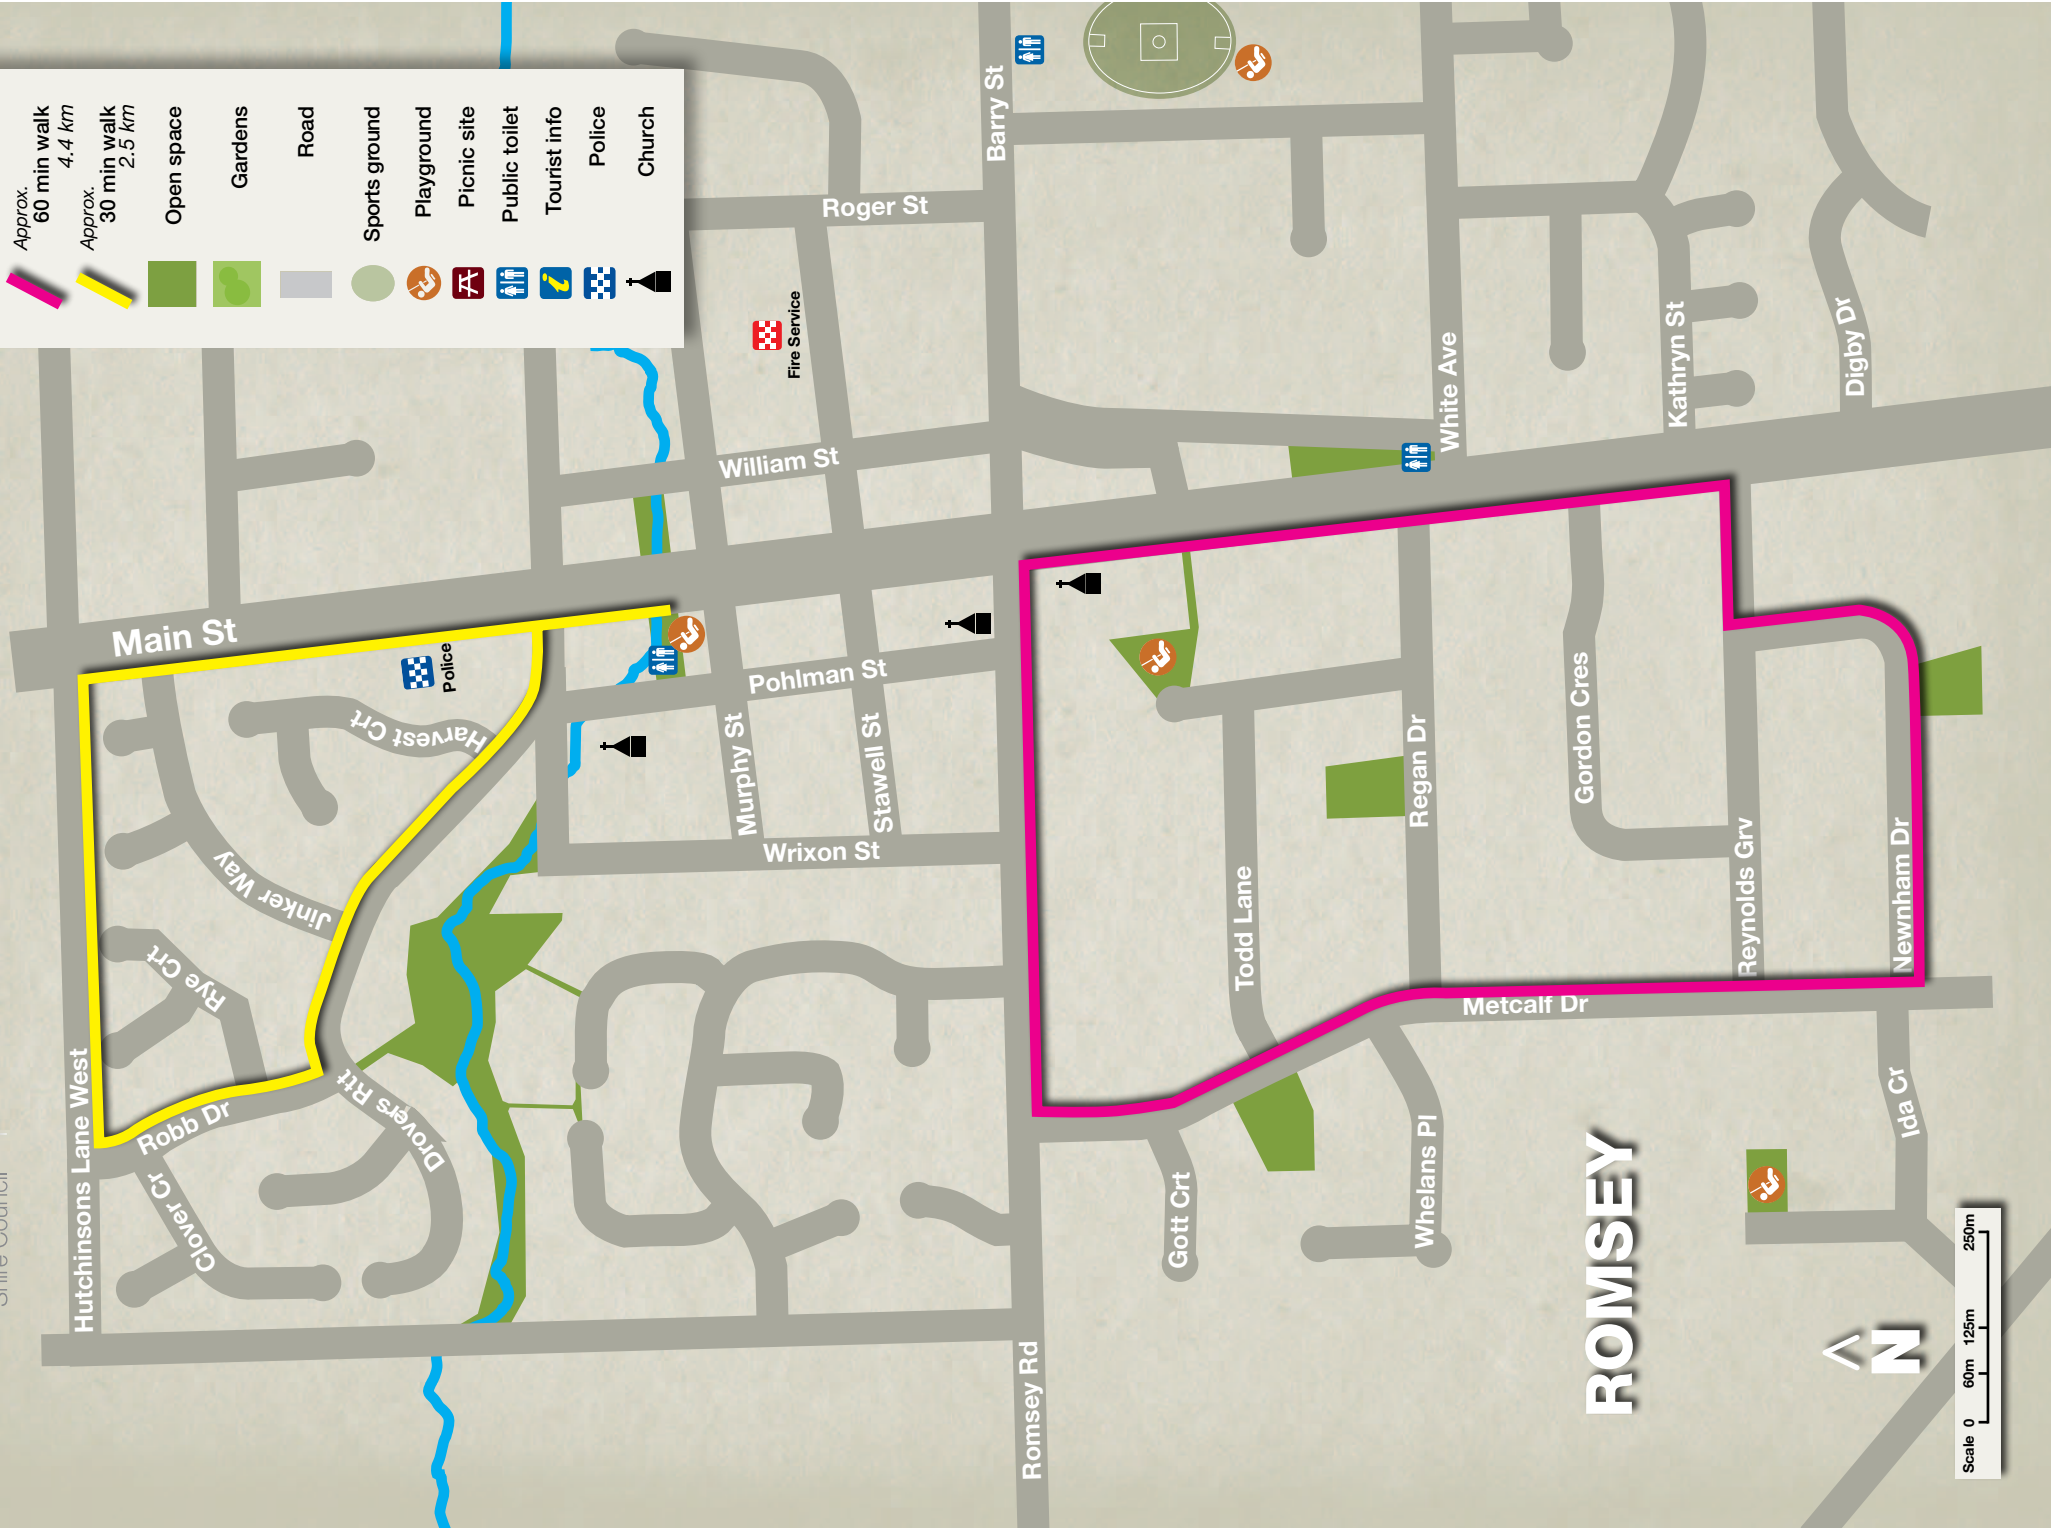 Approx.
60 min walk
4.4 km
Approx.
30 min walk
2.5 km
Open space
Gardens
Road
Sports ground
Playground
Picnic site
Public toilet
Tourist info
Police
Church
Shire Council
Hutchinsons Lane West
Main St
Police
Harvest Crt
Jinker Way
Rye Crt
Robb Dr
Drovers Rtt
Clover Cr
Fire Service
William St
Roger St
Barry St
Pohlman St
Murphy St
Stawell St
Wrixon St
Romsey Rd
White Ave
Kathryn St
Digby Dr
Todd Lane
Regan Dr
Gordon Cres
Reynolds Grv
Newnham Dr
Metcalf Dr
Gott Crt
Whelans Pl
Ida Cr
ROMSEY
N
Scale 0 60m 125m 250m